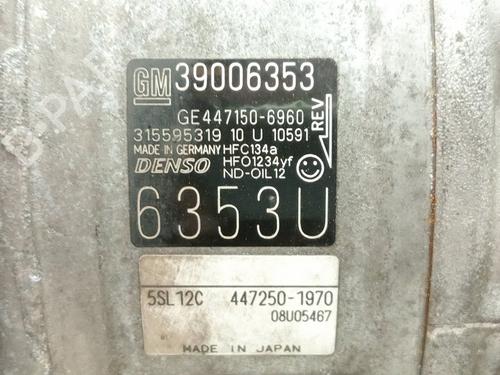 GM 39006353
GE447150-6960
315595319 10 U 10591
MADE IN GERMANY HFC134a
DENSO HFO1234yf
ND-OIL12
REV
6353U
5SL12C 447250-1970
08U05467
MADE IN JAPAN